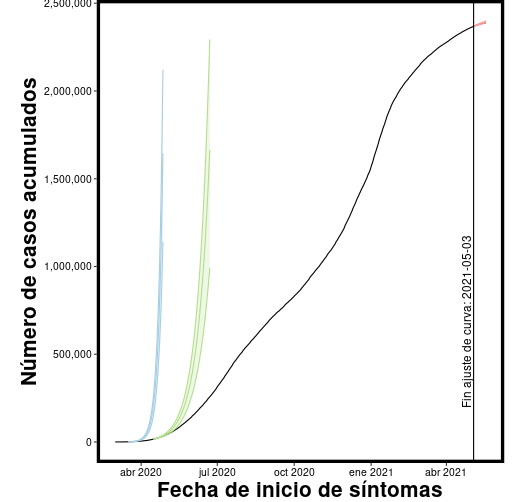 Número de casos acumulados
2,500,000
2,000,000
1,500,000
1,000,000
500,000
0
Fin ajuste de curva: 2021-05-03
abr 2020
jul 2020
oct 2020
ene 2021
abr 2021
Fecha de inicio de síntomas